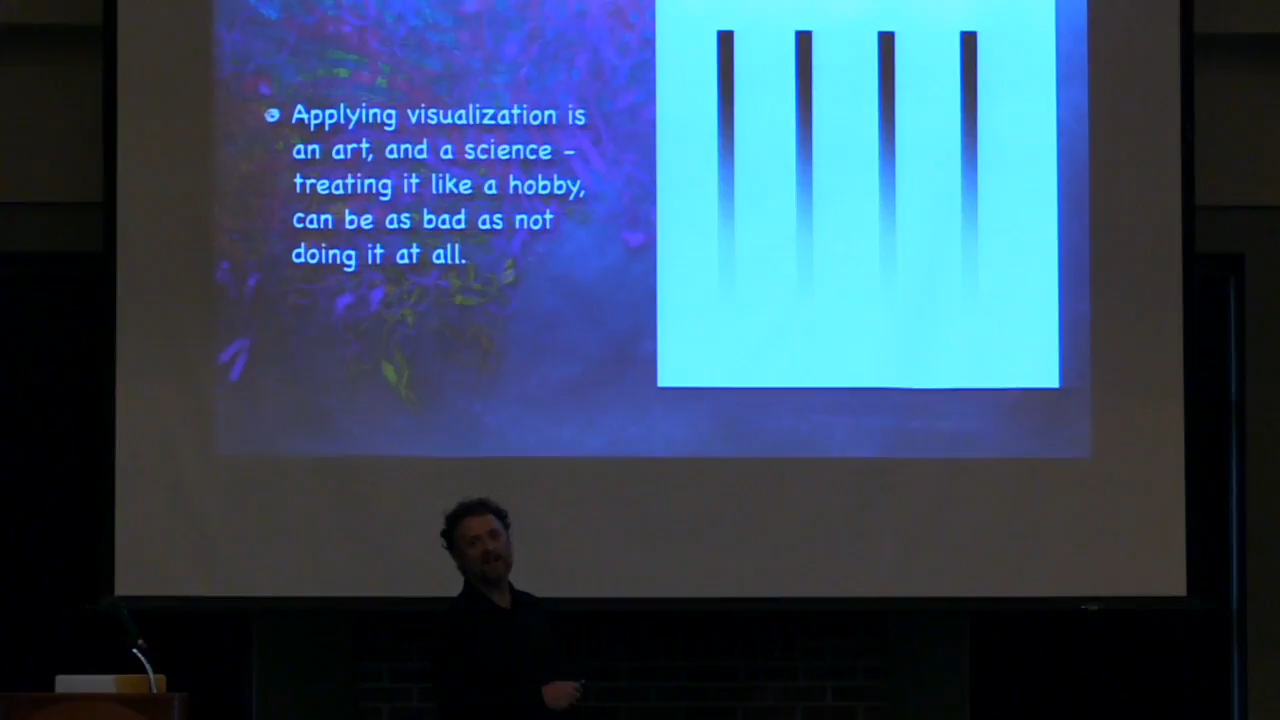 Applying visualization is
an art, and a science –
treating it like a hobby,
can be as bad as not
doing it at all.